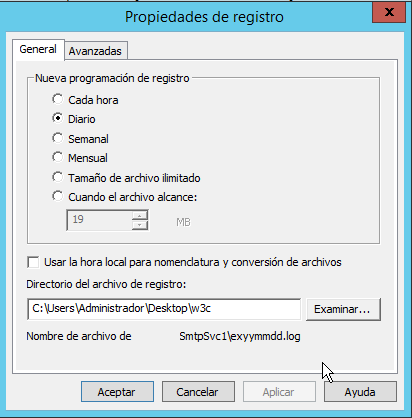 Propiedades de registro
x
General
Avanzadas
Nueva programación de registro
Cada hora
Diario
Semanal
Mensual
Tamaño de archivo ilimitado
Cuando el archivo alcance:
19 MB
Usar la hora local para nomenclatura y conversión de archivos
Directorio del archivo de registro:
C:\Users\Administrador\Desktop\w3c Examinar...
Nombre de archivo de SmtpSvc1\exyymmdd.log
Aceptar Cancelar Aplicar Ayuda